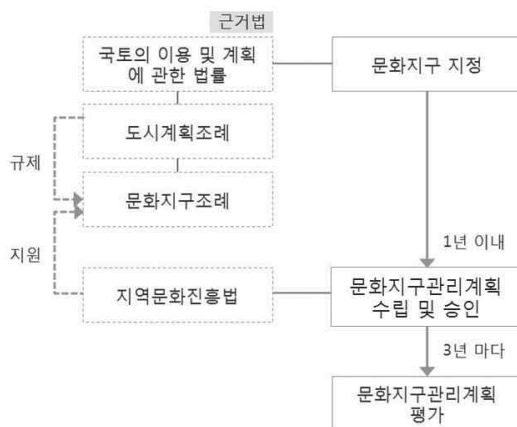 근거법
국토의 이용 및 계획
에 관한 법률
문화지구 지정
도시계획조례
규제
문화지구조례
1년 이내
지원
지역문화진흥법
문화지구관리계획
수립 및 승인
3년 마다
문화지구관리계획
평가